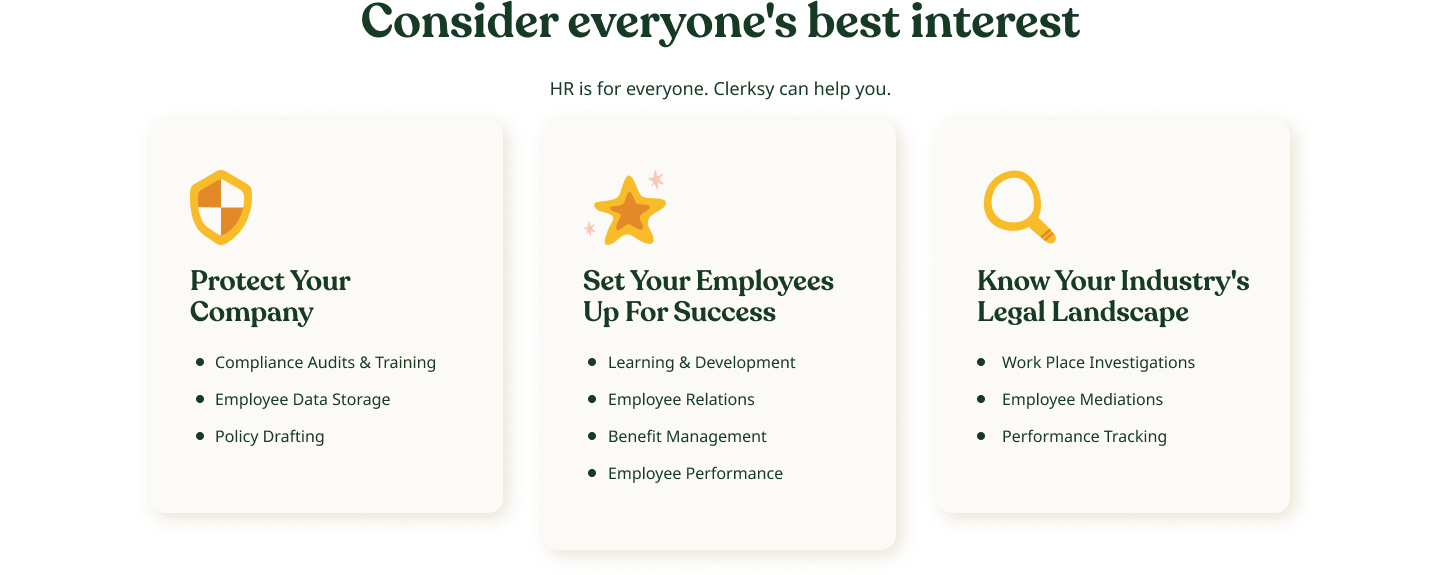 Consider everyone's best interest
HR is for everyone. Clerksy can help you.
Protect Your
Company
Compliance Audits & Training
Employee Data Storage
Policy Drafting
Set Your Employees
Up For Success
Learning & Development
Employee Relations
Benefit Management
Employee Performance
Know Your Industry's
Legal Landscape
Work Place Investigations
Employee Mediations
Performance Tracking